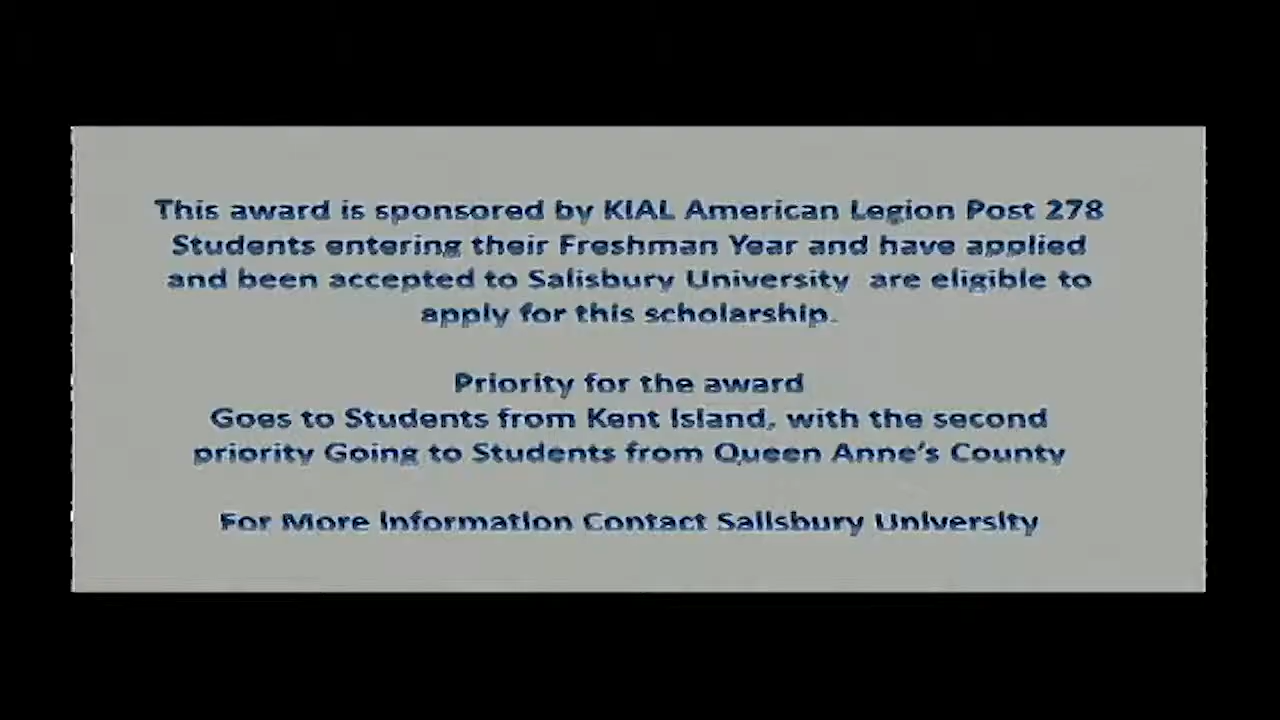 This award is sponsored by KIAL American Legion Post 278
Students entering their Freshman Year and have applied
and been accepted to Salisbury University are eligible to
apply for this scholarship.
Priority for the award
Goes to Students from Kent Island, with the second
priority Going to Students from Queen Anne's County
For More Information Contact Salisbury University